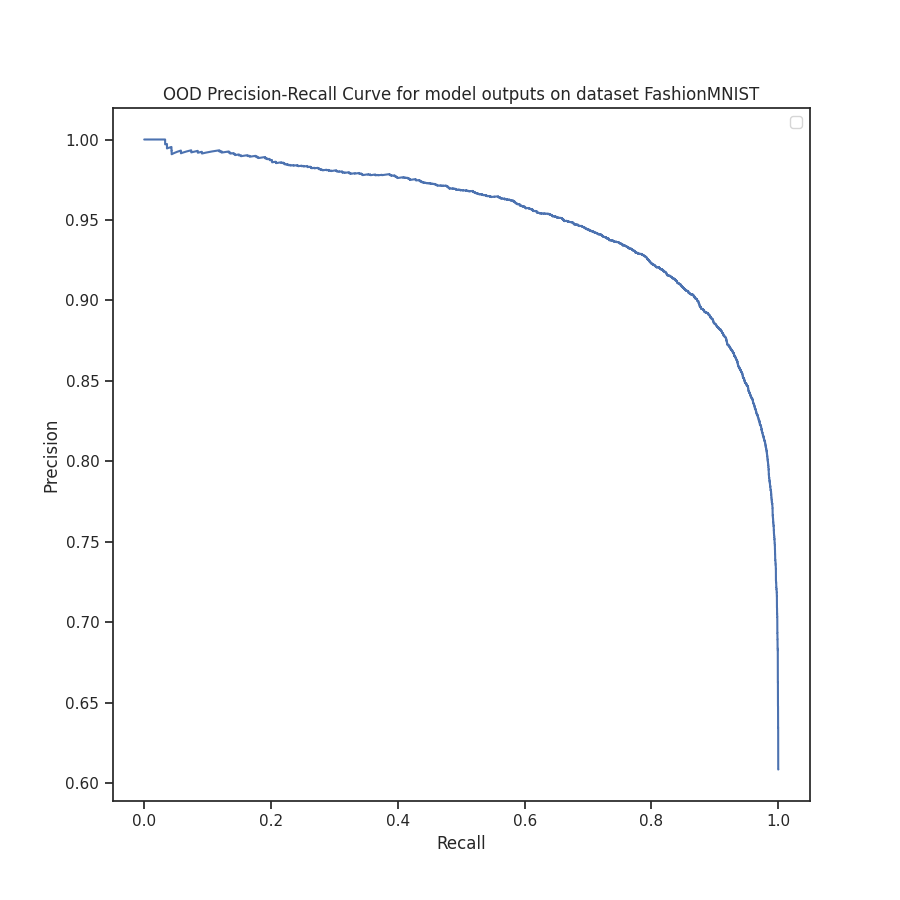 OOD Precision-Recall Curve for model outputs on dataset FashionMNIST
1.00
0.95
0.90
0.85
0.80
0.75
0.70
0.65
0.60
Precision
0.0 0.2 0.4 0.6 0.8 1.0
Recall